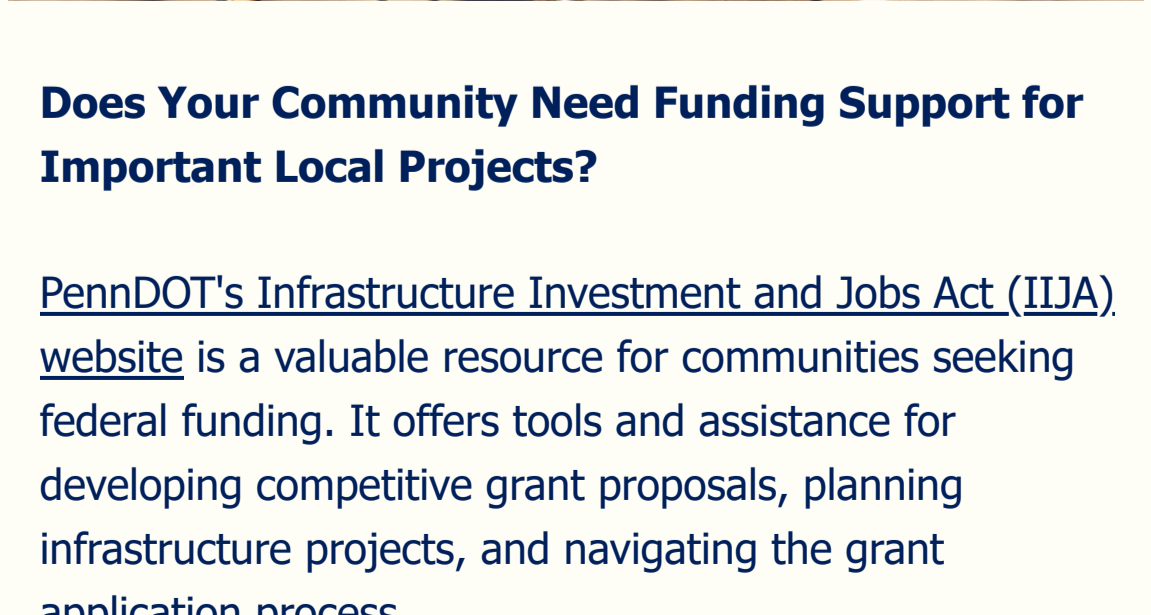 Does Your Community Need Funding Support for
Important Local Projects?
PennDOT's Infrastructure Investment and Jobs Act (IIJA)
website is a valuable resource for communities seeking
federal funding. It offers tools and assistance for
developing competitive grant proposals, planning
infrastructure projects, and navigating the grant
application process.